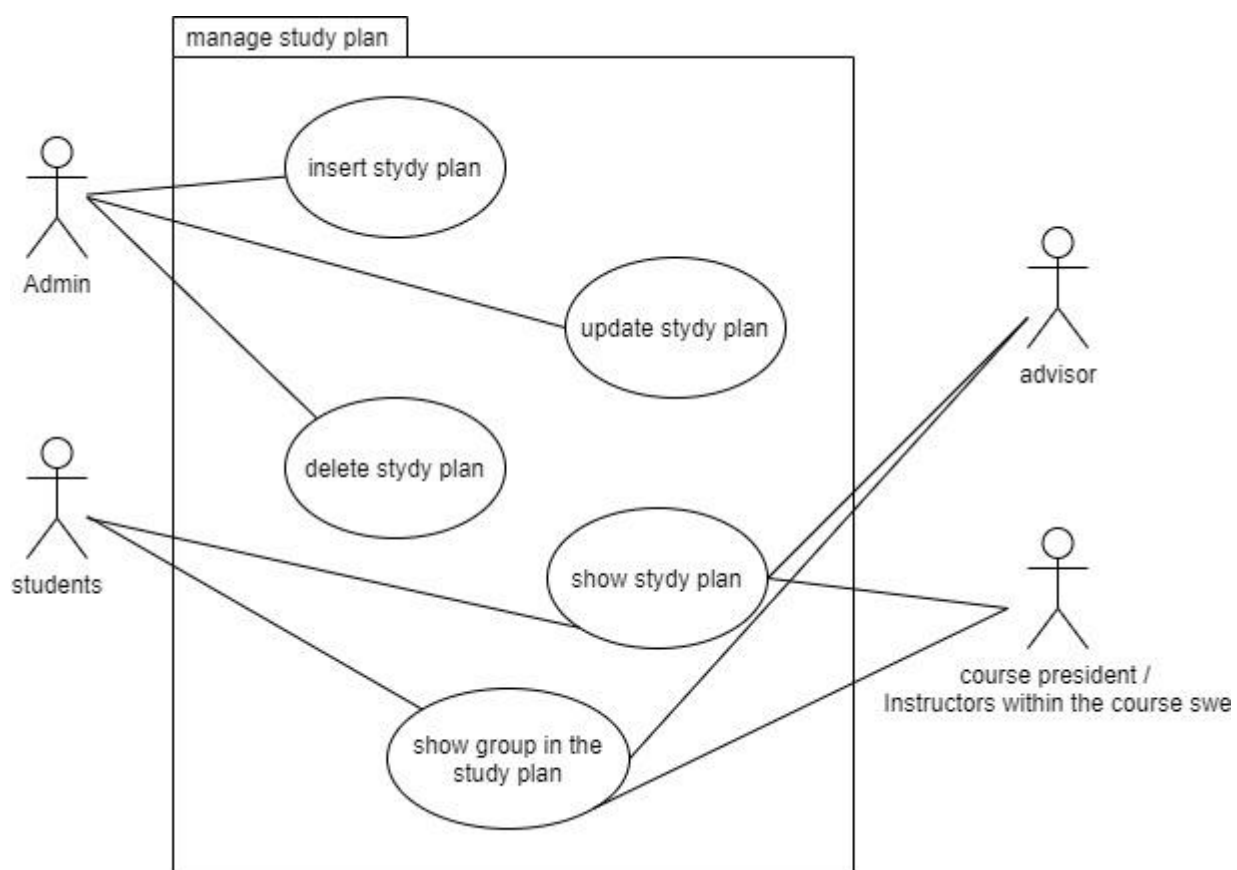 manage study plan
insert stydy plan
Admin
update stydy plan
advisor
delete stydy plan
students
show stydy plan
course president /
Instructors within the course swe
show group in the
study plan